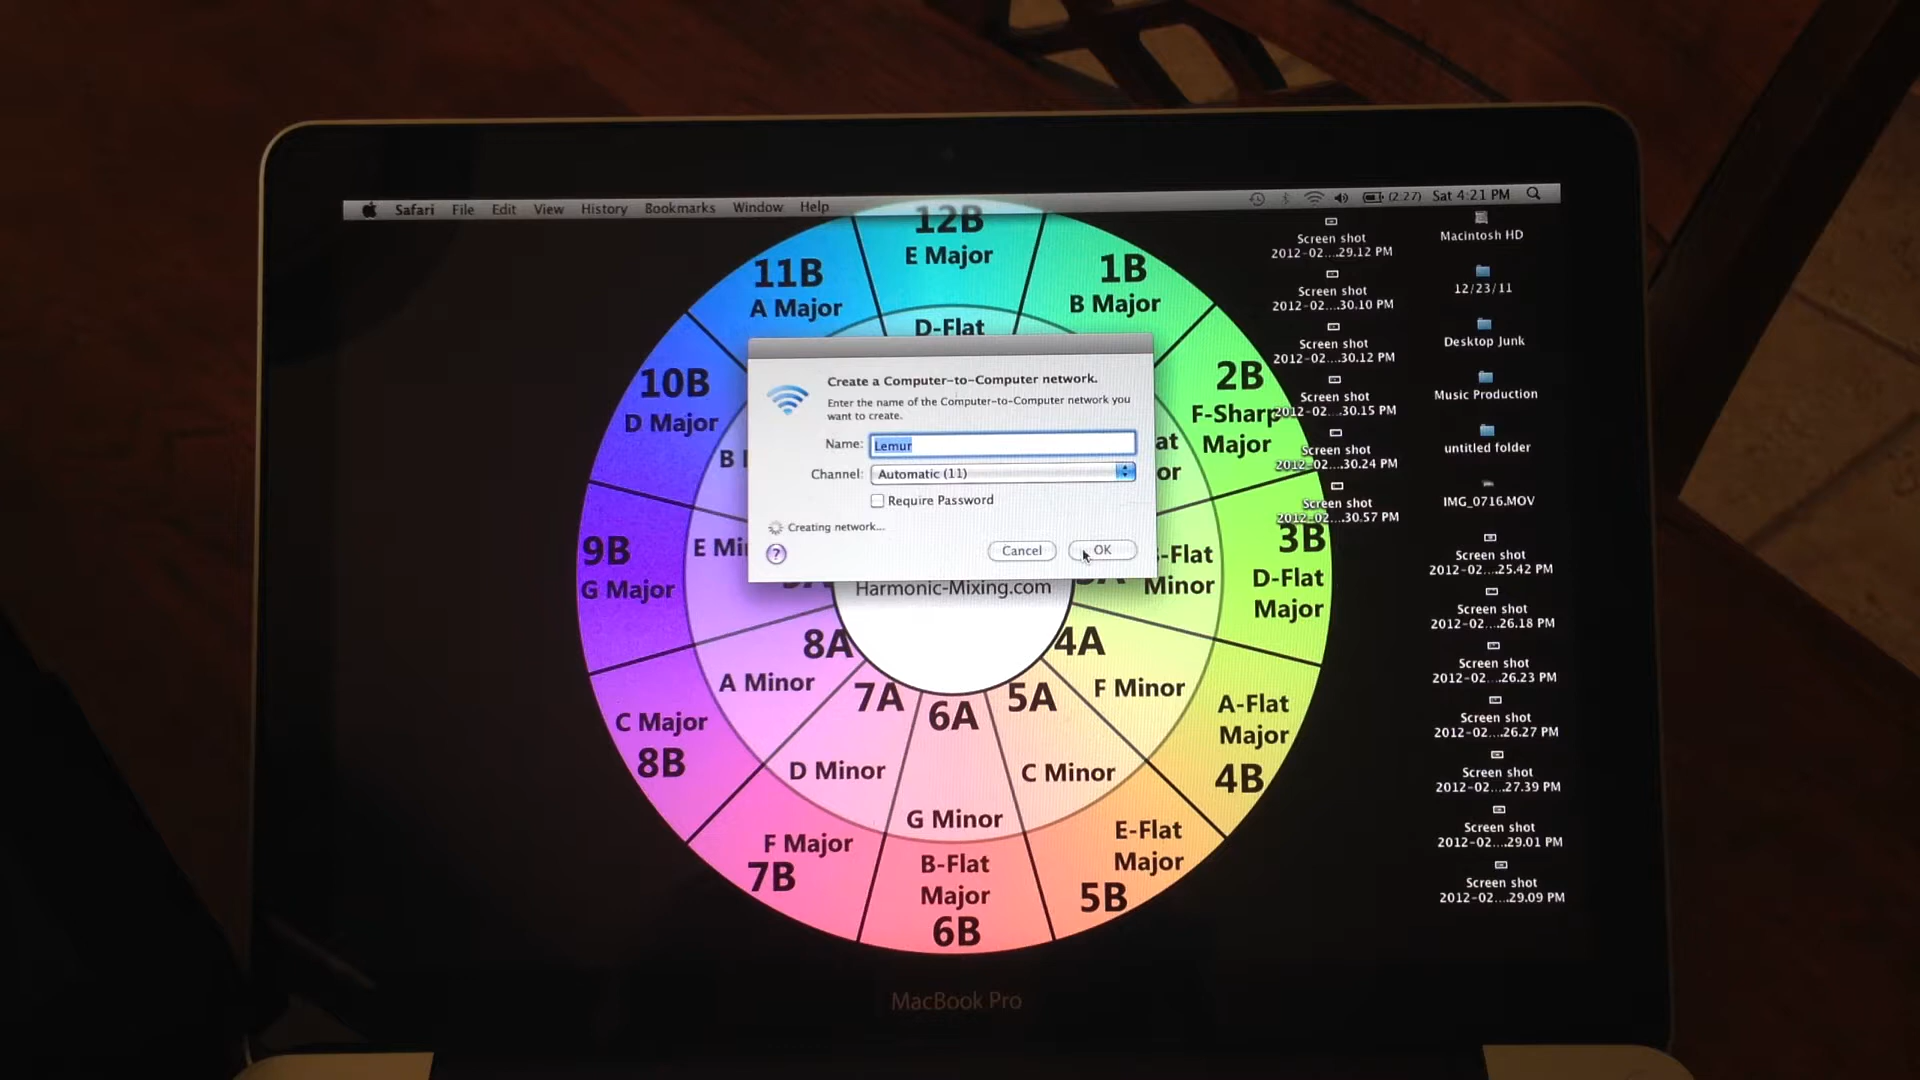 Safari File Edit View History Bookmarks Window Help
(2:27) Sat 4:21 PM
12B
E Major
D-Flat
11B
A Major
1B
B Major
10B
D Major
2B
F-Sharp
Major
9B
G Major
E Mi
3B
D-Flat
Major
-Flat
Minor
Create a Computer-to-Computer network.
Enter the name of the Computer-to-Computer network you
want to create.
Name: Lemur
Channel: Automatic (11)
Require Password
Creating network...
?
Cancel
OK
Harmonic-Mixing.com
8A
A Minor
4A
F Minor
7A
D Minor
6A
G Minor
5A
C Minor
C Major
8B
A-Flat
Major
4B
F Major
7B
B-Flat
Major
6B
E-Flat
Major
5B
Screen shot
2012-02....29.12 PM
Screen shot
2012-02....30.10 PM
Screen shot
2012-02....30.12 PM
Screen shot
2012-02....30.15 PM
Screen shot
2012-02....30.24 PM
Screen shot
2012-02....30.57 PM
Macintosh HD
12/23/11
Desktop Junk
Music Production
untitled folder
IMG_0716.MOV
Screen shot
2012-02....25.42 PM
Screen shot
2012-02....26.18 PM
Screen shot
2012-02....26.23 PM
Screen shot
2012-02....26.27 PM
Screen shot
2012-02....27.39 PM
Screen shot
2012-02....29.01 PM
Screen shot
2012-02....29.09 PM
MacBook Pro